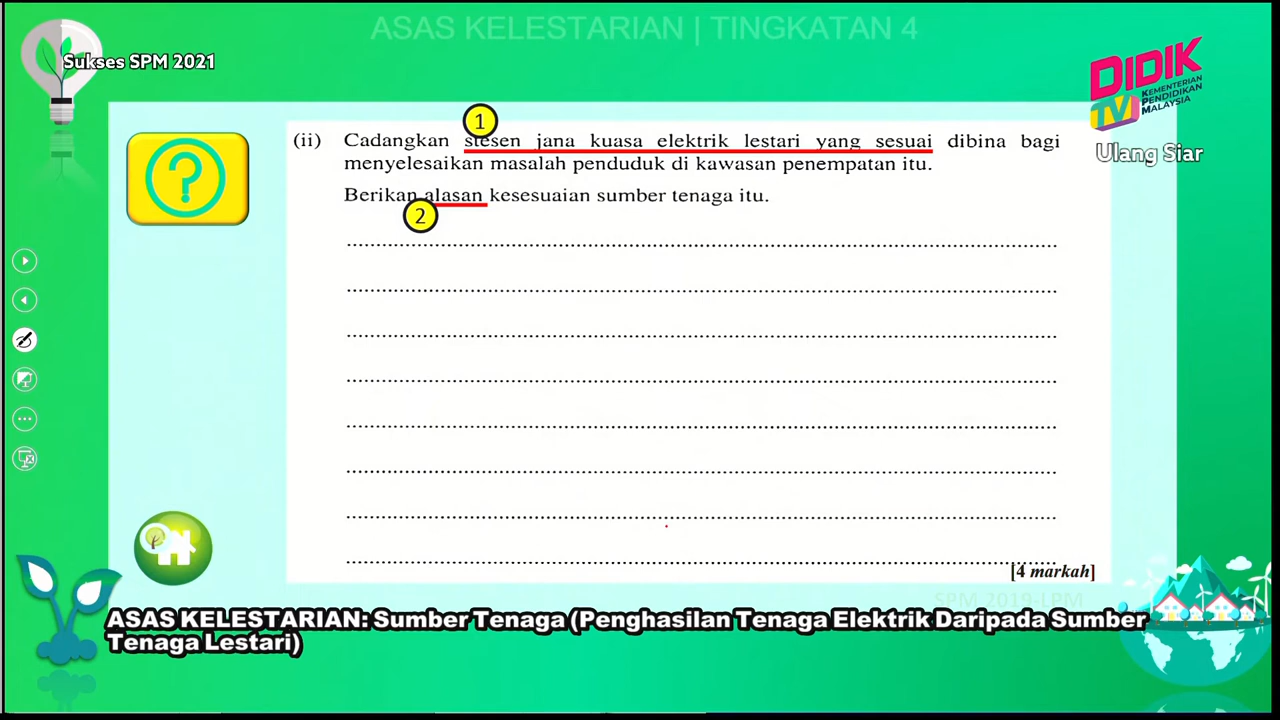 ASAS KELESTARIAN | TINGKATAN 4
Sukses SPM 2021
DIDIK
TV
KEMENTERIAN
PENDIDIKAN
MALAYSIA
Ulang Siar
1
(ii) Cadangkan stesen jana kuasa elektrik lestari yang sesuai dibina bagi
menyelesaikan masalah penduduk di kawasan penempatan itu.
Berikan alasan kesesuaian sumber tenaga itu.
2
[4 markah]
SPM 2019-LPM
ASAS KELESTARIAN: Sumber Tenaga (Penghasilan Tenaga Elektrik Daripada Sumber
Tenaga Lestari)